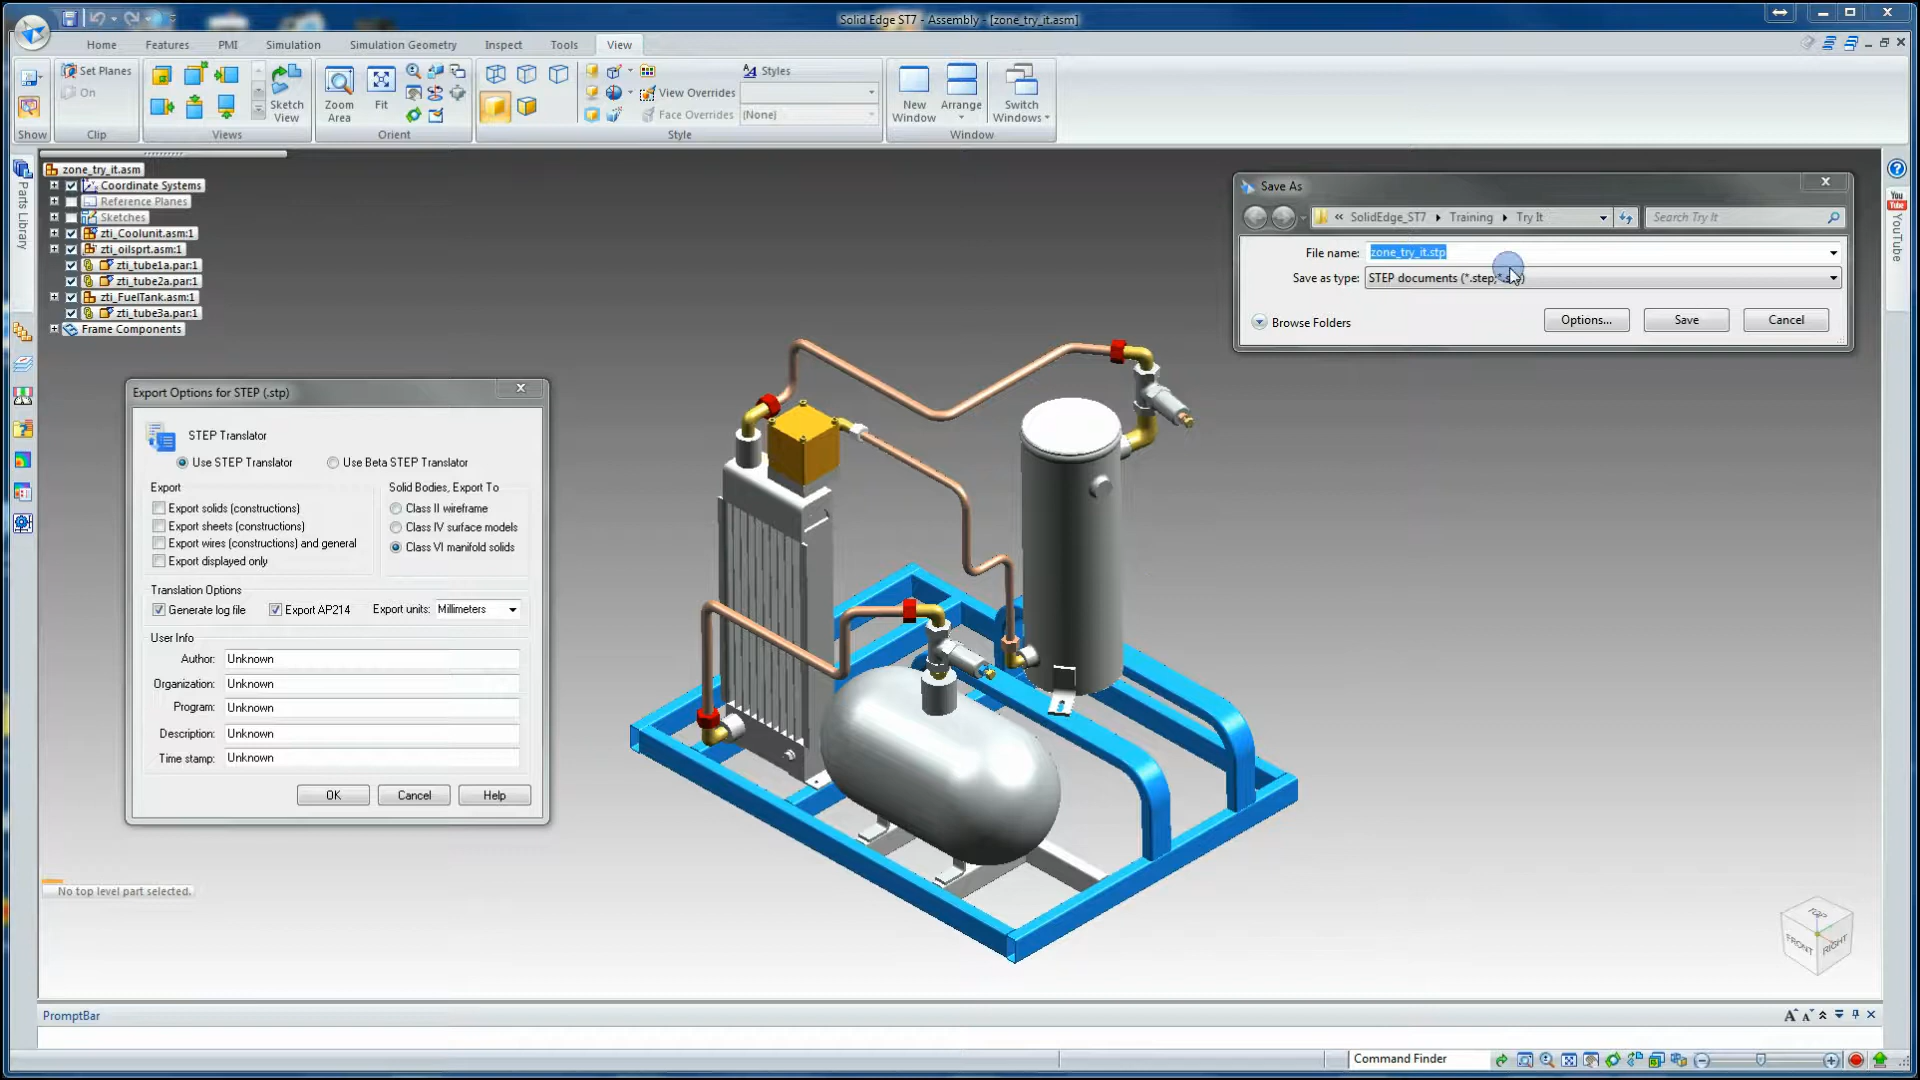 Solid Edge ST7 - Assembly - [zone_try_it.asm]
Home Features PMI Simulation Simulation Geometry Inspect Tools View
Set Planes
On
Sketch View
Zoom Area
Fit
Styles
View Overrides
Face Overrides (None)
New Window
Arrange
Switch Windows
Show Clip Views Orient Style Window
Parts Library
zone_try_it.asm
Coordinate Systems
Reference Planes
Sketches
zti_Coolunit.asm:1
zti_oilsprt.asm:1
zti_tube1a.par:1
zti_tube2a.par:1
zti_FuelTank.asm:1
zti_tube3a.par:1
Frame Components
Save As
« SolidEdge_ST7 Training Try It
Search Try It
File name: zone_try_it.stp
Save as type: STEP documents (*.step;*.stp)
Browse Folders Options... Save Cancel
You Tube
YouTube
Export Options for STEP (.stp)
STEP Translator
Use STEP Translator Use Beta STEP Translator
Export
Export solids (constructions)
Export sheets (constructions)
Export wires (constructions) and general
Export displayed only
Solid Bodies, Export To
Class II wireframe
Class IV surface models
Class VI manifold solids
Translation Options
Generate log file Export AP214 Export units: Millimeters
User Info
Author: Unknown
Organization: Unknown
Program: Unknown
Description: Unknown
Time stamp: Unknown
OK Cancel Help
No top level part selected.
TOP
FRONT RIGHT
PromptBar
Command Finder